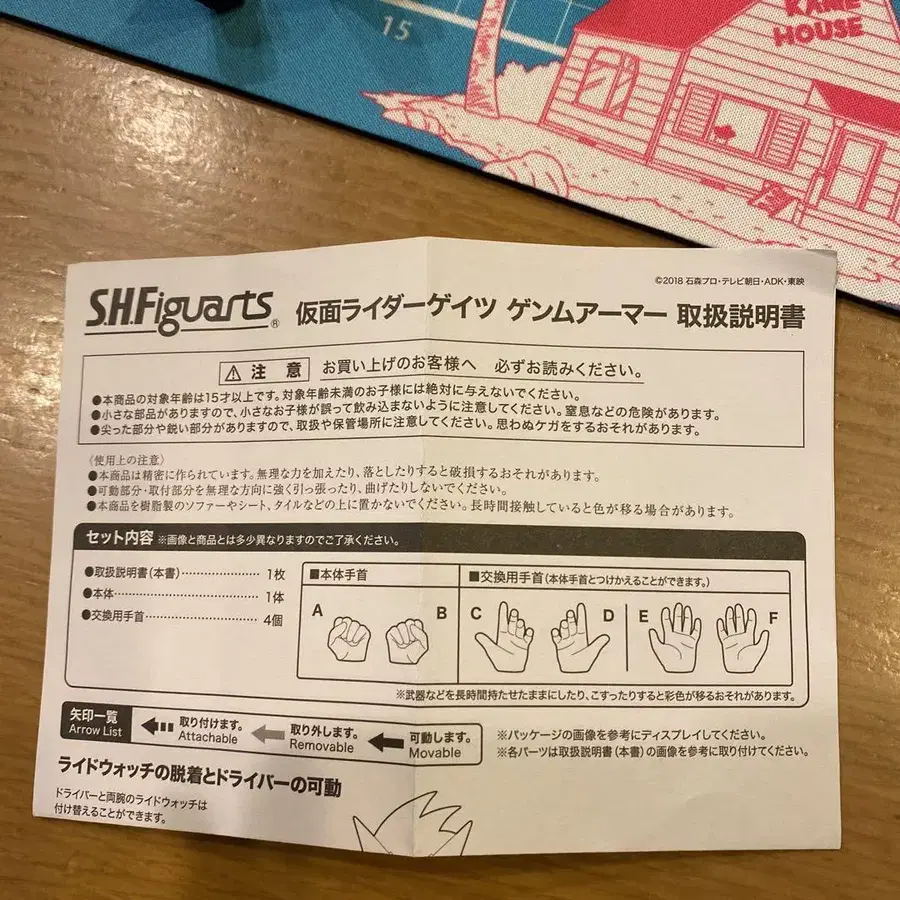 15
KAME
HOUSE
©2018 石森プロ・テレビ朝日・ADK・東映
S.H.Figuarts® 仮面ライダーゲイツ ゲンムアーマー 取扱説明書
⚠ 注 意 お買い上げのお客様へ 必ずお読みください。
●本商品の対象年齢は15才以上です。対象年齢未満のお子様には絶対に与えないでください。
●小さな部品がありますので、小さなお子様が誤って飲み込まないように注意してください。窒息などの危険があります。
●尖った部分や鋭い部分がありますので、取扱や保管場所に注意してください。思わぬケガをするおそれがあります。
〈使用上の注意〉
●本商品は精密に作られています。無理な力を加えたり、落としたりすると破損するおそれがあります。
●可動部分・取付部分を無理な方向に強く引っ張ったり、曲げたりしないでください。
●本商品を樹脂製のソファーやシート、タイルなどの上に置かないでください。長時間接触していると色が移る場合があります。
セット内容 ※画像と商品とは多少異なりますのでご了承ください。
●取扱説明書(本書)………………… 1枚
●本体………………………………… 1体
●交換用手首………………………… 4個
■本体手首
A B
■交換用手首(本体手首とつけかえることができます。)
C D E F
※武器などを長時間持たせたままにしたり、こすったりすると彩色が移るおそれがあります。
矢印一覧
Arrow List
取り付けます。
Attachable
取り外します。
Removable
可動します。
Movable
※パッケージの画像を参考にディスプレイしてください。
※各パーツは取扱説明書(本書)の画像を参考に取り付けてください。
ライドウォッチの脱着とドライバーの可動
ドライバーと両腕のライドウォッチは
付け替えることができます。